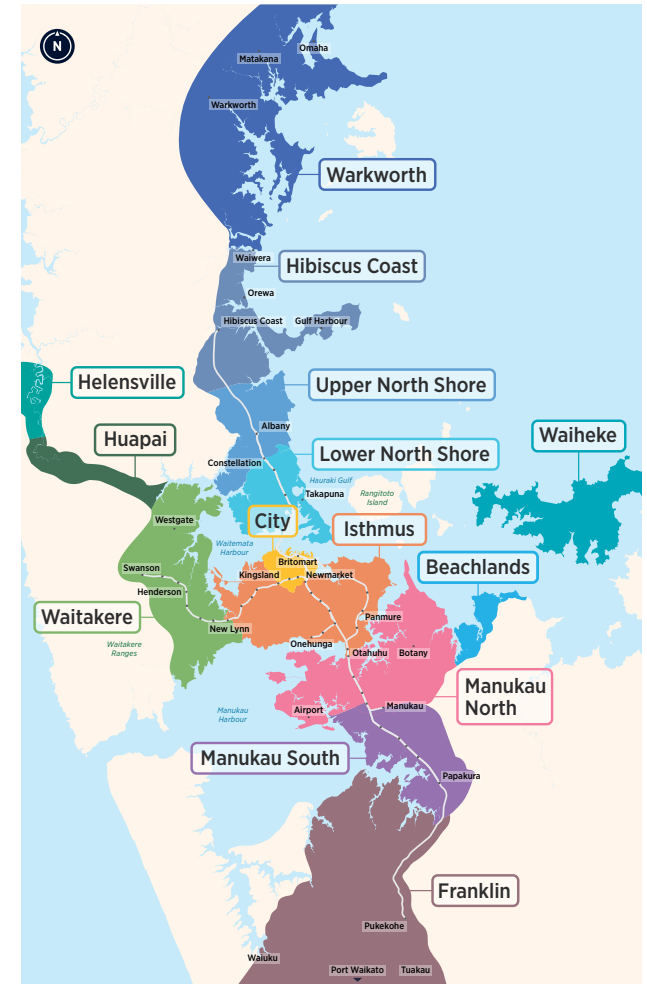 N
Omaha
Matakana
Warkworth
Warkworth
Waiwera
Hibiscus Coast
Orewa
Hibiscus Coast
Gulf Harbour
Helensville
Upper North Shore
Huapai
Albany
Waiheke
Lower North Shore
Constellation
Hauraki Gulf
Takapuna
Rangitoto
Island
City
Isthmus
Westgate
Waitemata
Harbour
Britomart
Beachlands
Swanson
Kingsland
Newmarket
Henderson
Waitakere
Panmure
New Lynn
Onehunga
Waitakere
Ranges
Otahuhu
Botany
Manukau
North
Airport
Manukau
Manukau
Harbour
Manukau South
Papakura
Franklin
Pukekohe
Waiuku
Port Waikato
Tuakau